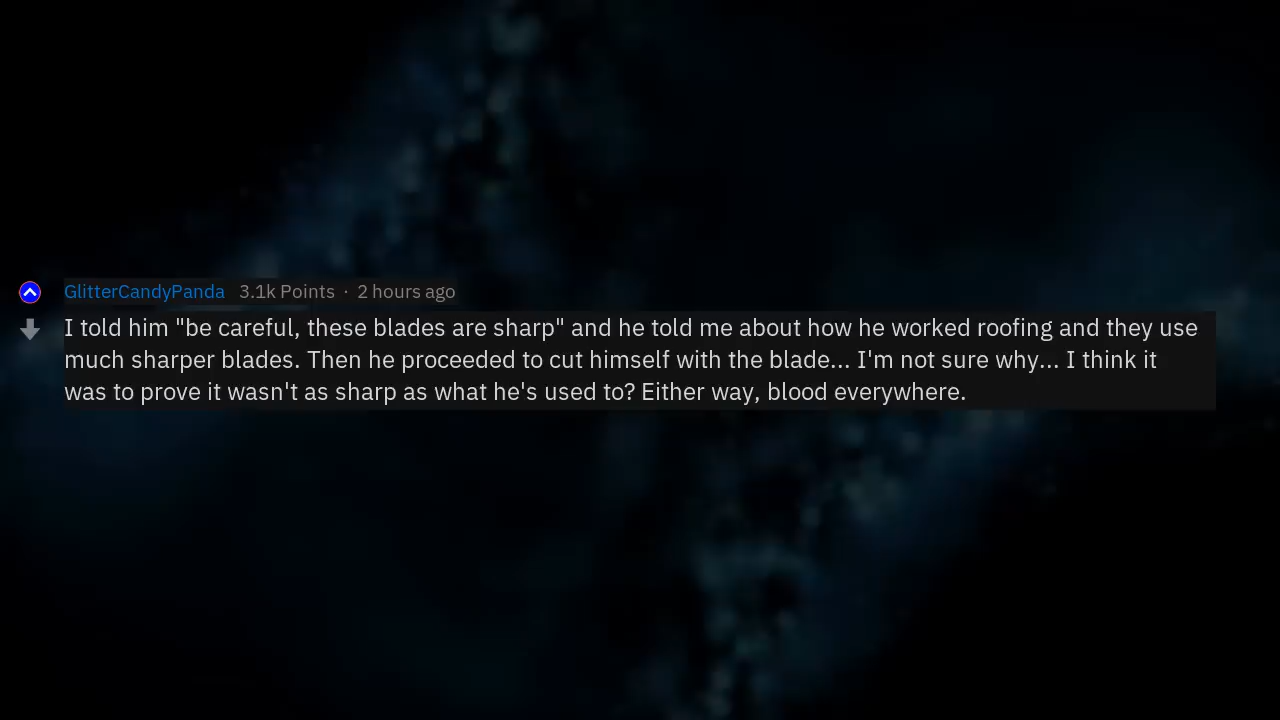 GlitterCandyPanda 3.1k Points · 2 hours ago
I told him "be careful, these blades are sharp" and he told me about how he worked roofing and they use
much sharper blades. Then he proceeded to cut himself with the blade... I'm not sure why... I think it
was to prove it wasn't as sharp as what he's used to? Either way, blood everywhere.